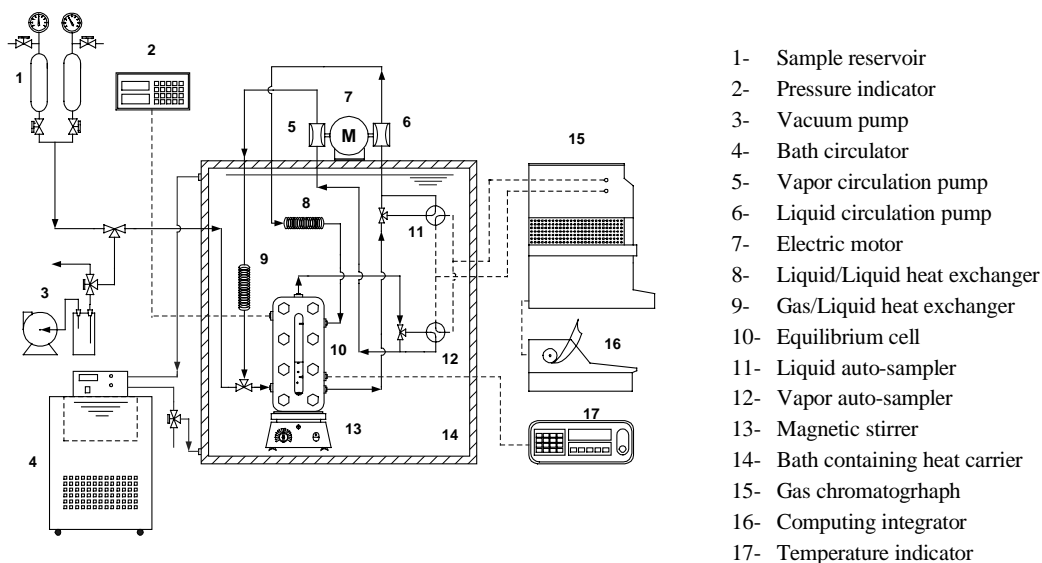 1
2
3
4
5
6
7
M
8
9
10
11
12
13
14
15
16
17
1- Sample reservoir
2- Pressure indicator
3- Vacuum pump
4- Bath circulator
5- Vapor circulation pump
6- Liquid circulation pump
7- Electric motor
8- Liquid/Liquid heat exchanger
9- Gas/Liquid heat exchanger
10- Equilibrium cell
11- Liquid auto-sampler
12- Vapor auto-sampler
13- Magnetic stirrer
14- Bath containing heat carrier
15- Gas chromatogrhaph
16- Computing integrator
17- Temperature indicator